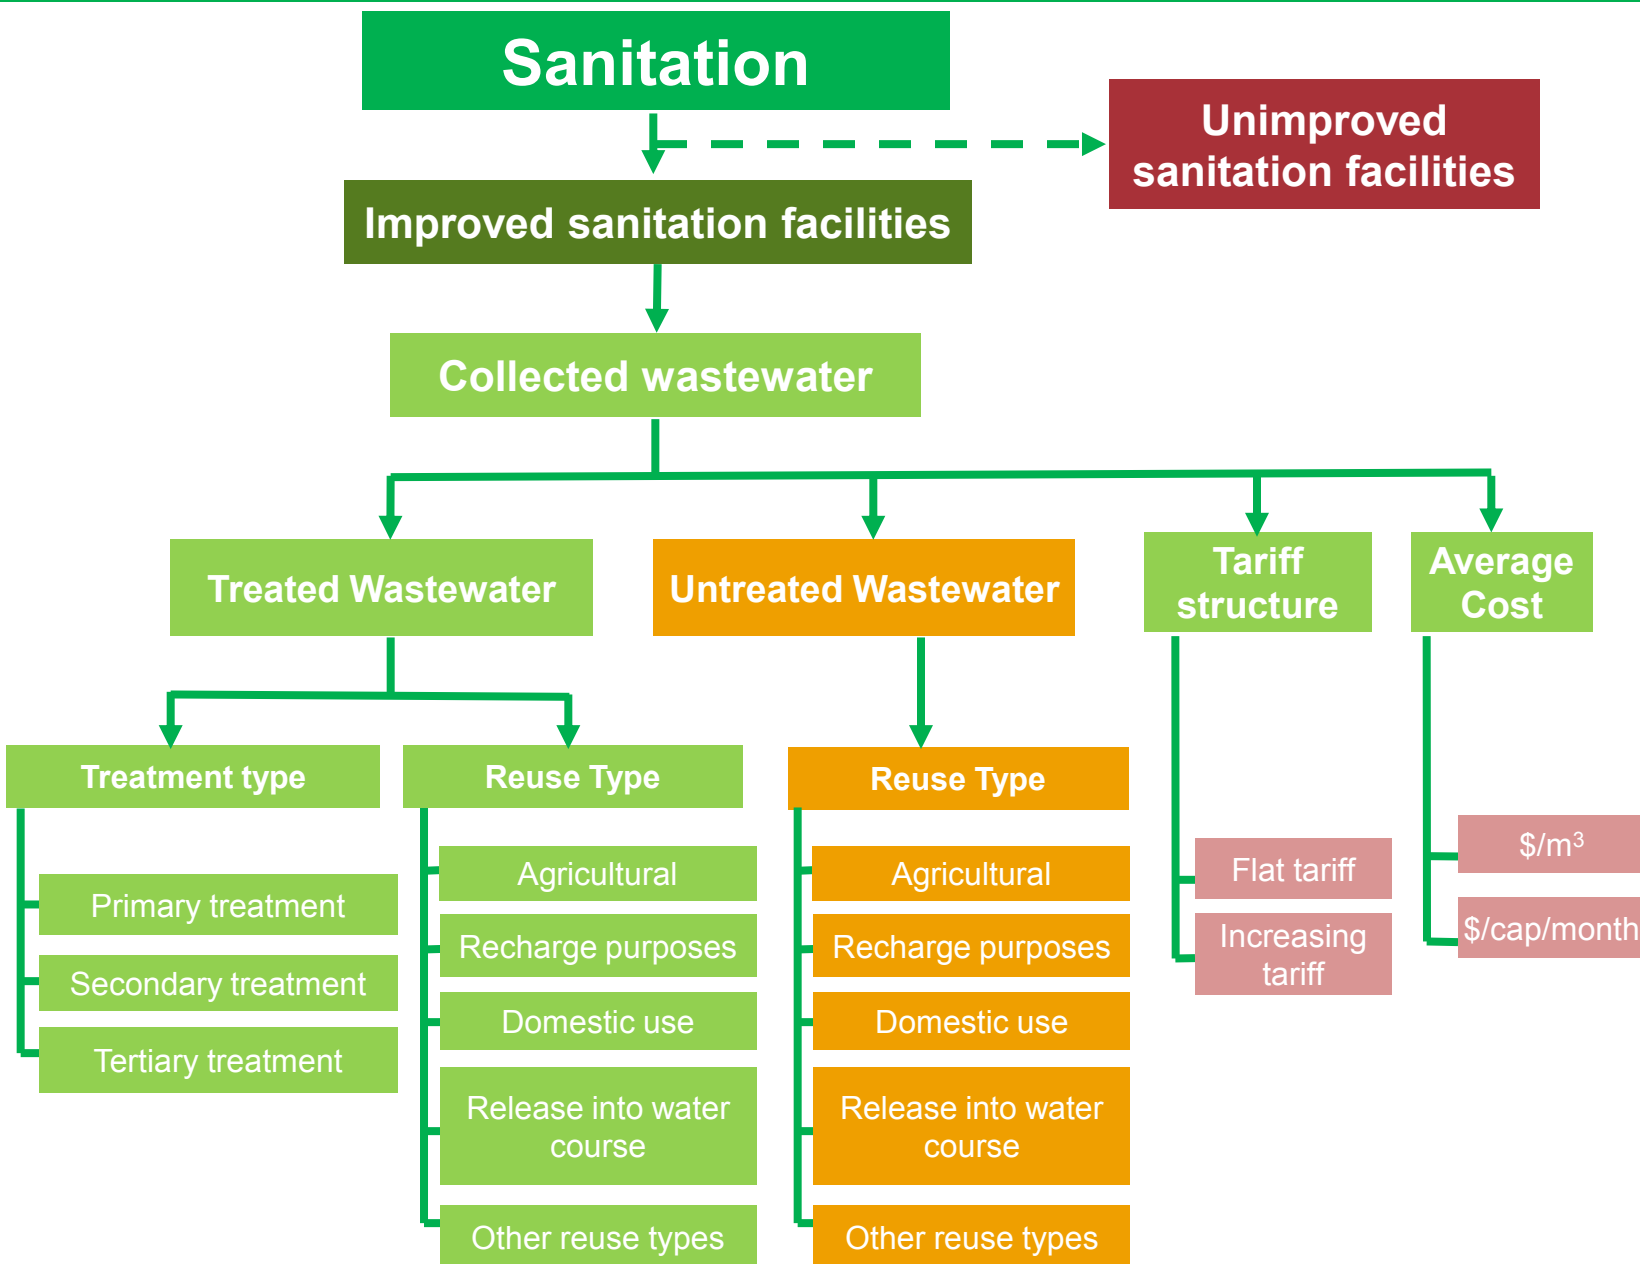 Sanitation
Unimproved
sanitation facilities
Improved sanitation facilities
Collected wastewater
Treated Wastewater
Untreated Wastewater
Tariff
structure
Average
Cost
Treatment type
Primary treatment
Secondary treatment
Tertiary treatment
Reuse Type
Agricultural
Recharge purposes
Domestic use
Release into water
course
Other reuse types
Reuse Type
Agricultural
Recharge purposes
Domestic use
Release into water
course
Other reuse types
Flat tariff
Increasing
tariff
$/m³
$/cap/month